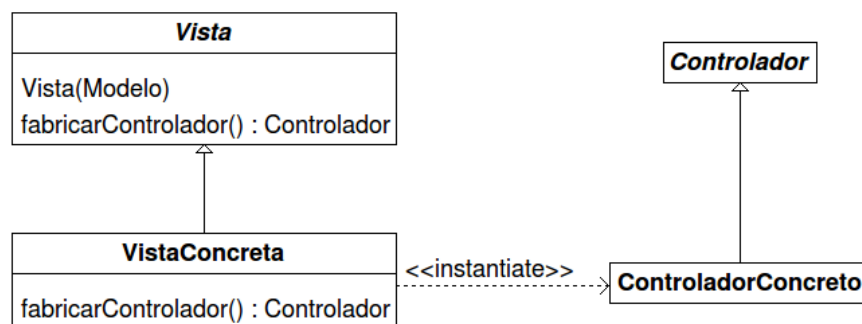 Vista
Vista(Modelo)
fabricarControlador() : Controlador
Controlador
VistaConcreta
fabricarControlador() : Controlador
<<instantiate>>
ControladorConcreto